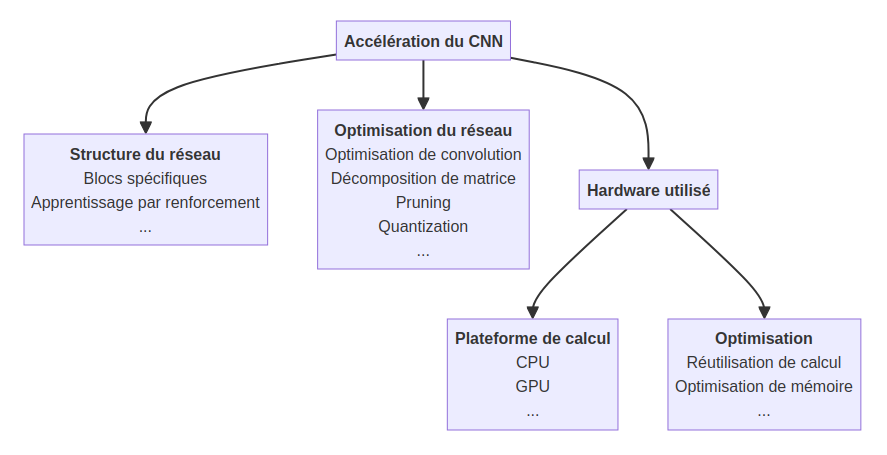 Accélération du CNN
Structure du réseau
Blocs spécifiques
Apprentissage par renforcement
...
Optimisation du réseau
Optimisation de convolution
Décomposition de matrice
Pruning
Quantization
...
Hardware utilisé
Plateforme de calcul
CPU
GPU
...
Optimisation
Réutilisation de calcul
Optimisation de mémoire
...